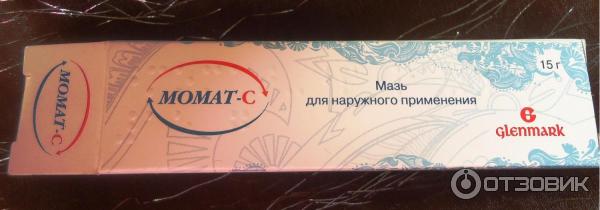 МОМАТ-С
МОМАТ-С
Мазь
для наружного применения
15 г
G
Glenmark
ОТЗОВИК